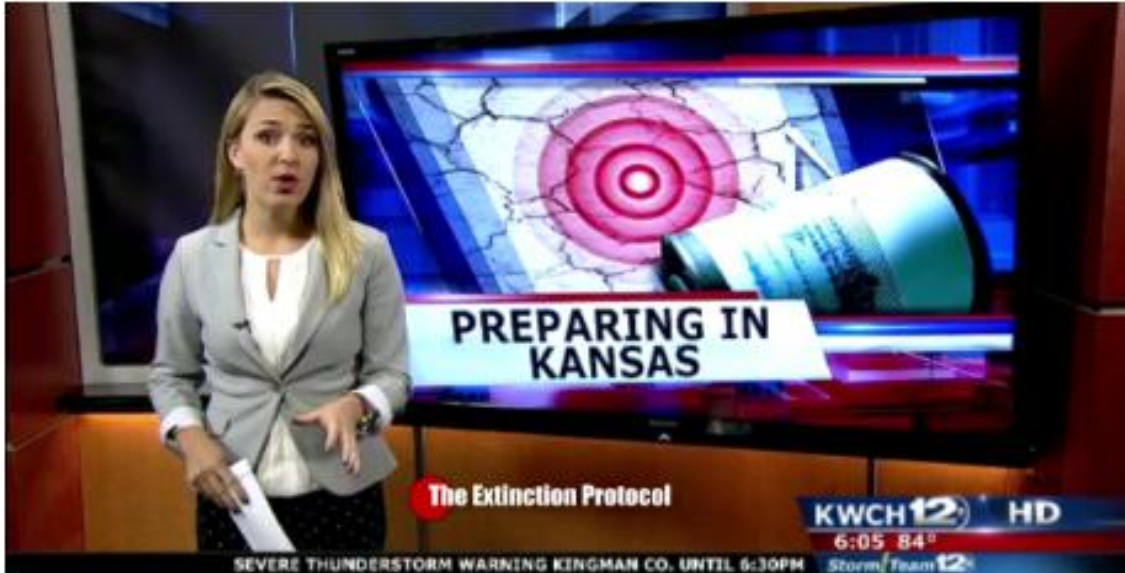 PREPARING IN
KANSAS
The Extinction Protocol
KWCH 12 HD
6:05 84°
SEVERE THUNDERSTORM WARNING KINGMAN CO. UNTIL 6:30PM
Storm Team 12